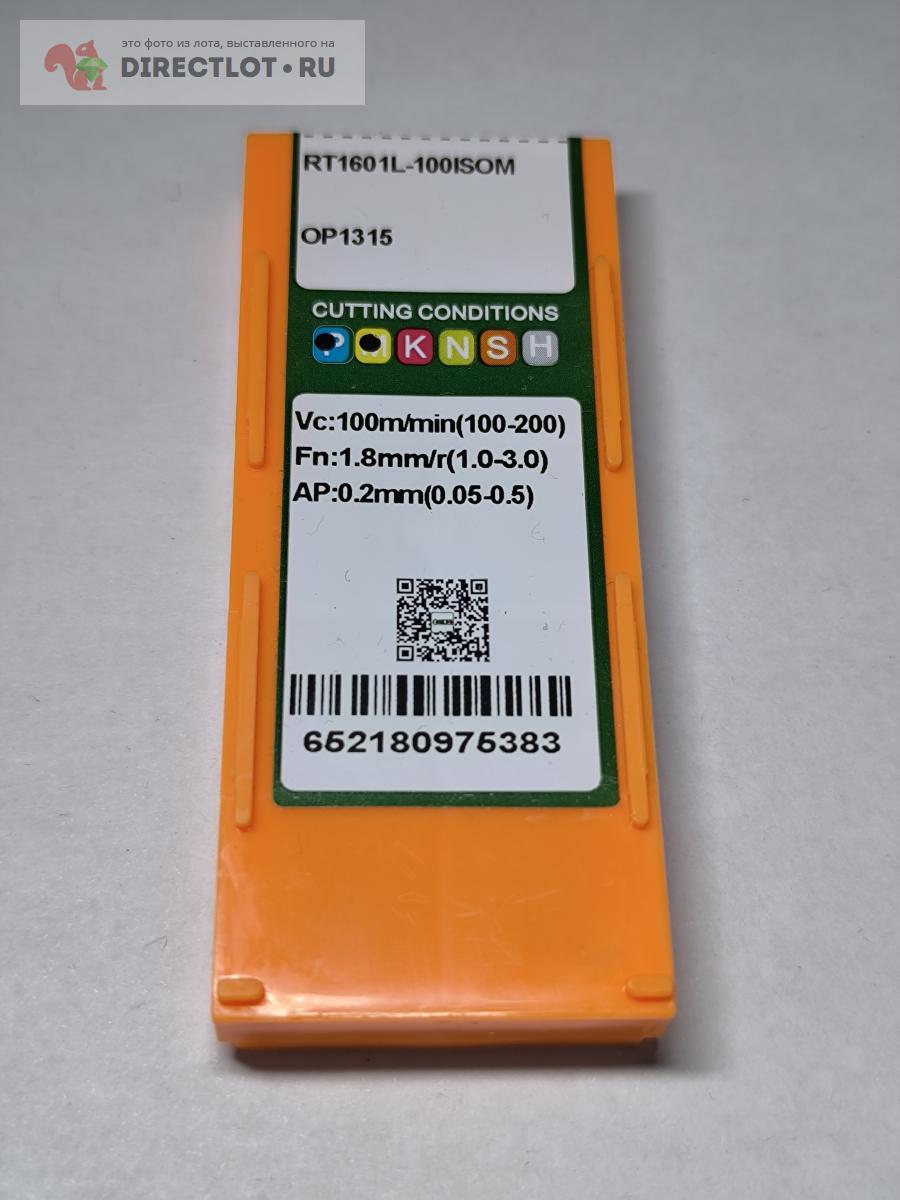 это фото из лота, выставленного на
DIRECTLOT.RU
RT1601L-100ISOM
OP1315
CUTTING CONDITIONS
P M K N S H
Vc:100m/min(100-200)
Fn:1.8mm/r(1.0-3.0)
AP:0.2mm(0.05-0.5)
652180975383